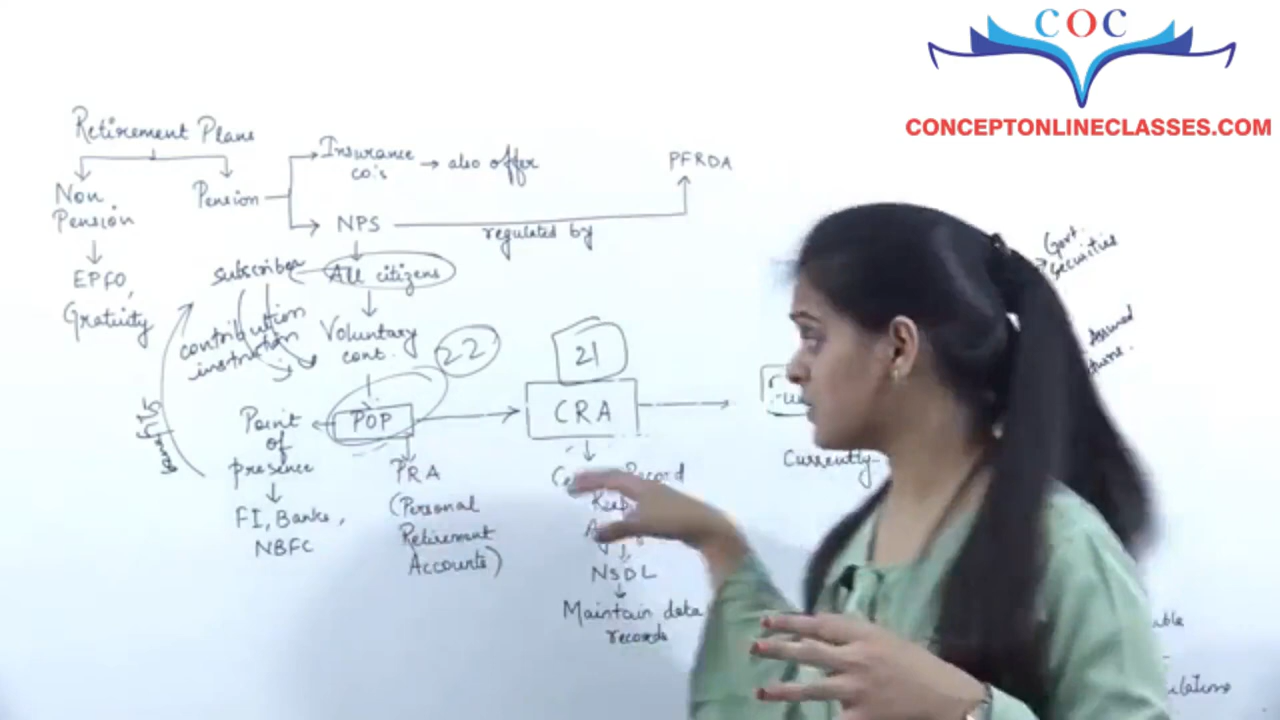 COC
CONCEPTONLINECLASSES.COM
Retirement Plans
Non
Pension
EPFO,
Gratuity
Pension
Insurance
co's
also offer
NPS
regulated by
PFRDA
All citizens
subscriber
contribution
instruction
Voluntary
cont.
22
POP
Point
of
presence
FI, Banks,
NBFC
PRA
(Personal
Retirement
Accounts)
21
CRA
Record
NSDL
Maintain data
records
Currently
Govt.
Securities
Assured